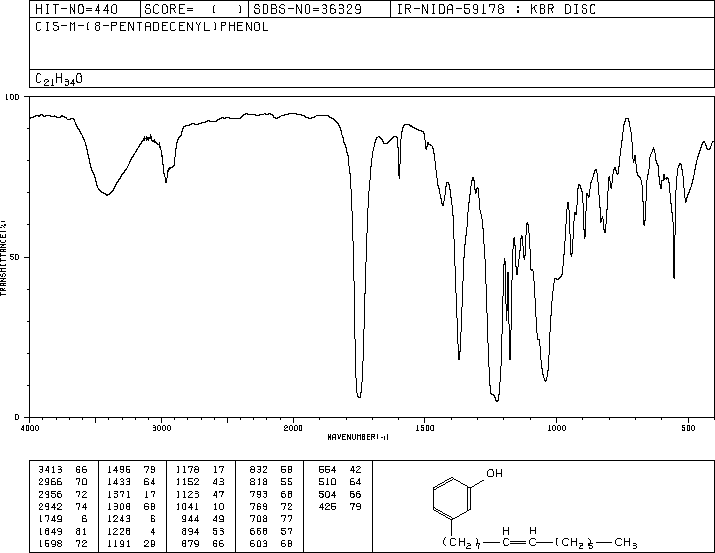 HIT-NO=440 SCORE= ( ) SDBS-NO=36329 IR-NIDA-59178 : KBR DISC
CIS-M-(8-PENTADECENYL)PHENOL
C21H34O
100
50
0
TRANSMITTANCE(%)
4000 3000 2000 1500 1000 500
WAVENUMBER(-1)
3413 66 1496 79 1178 17 832 68 554 42
2966 70 1433 64 1152 43 818 55 510 64
2956 72 1371 17 1123 47 793 68 504 66
2942 74 1308 68 1041 10 769 72 425 79
1749 6 1243 6 944 49 708 77
1649 81 1228 4 894 53 668 57
1598 72 1191 29 879 66 603 68
OH
H H
(CH2)7 (CH2)5 CH3